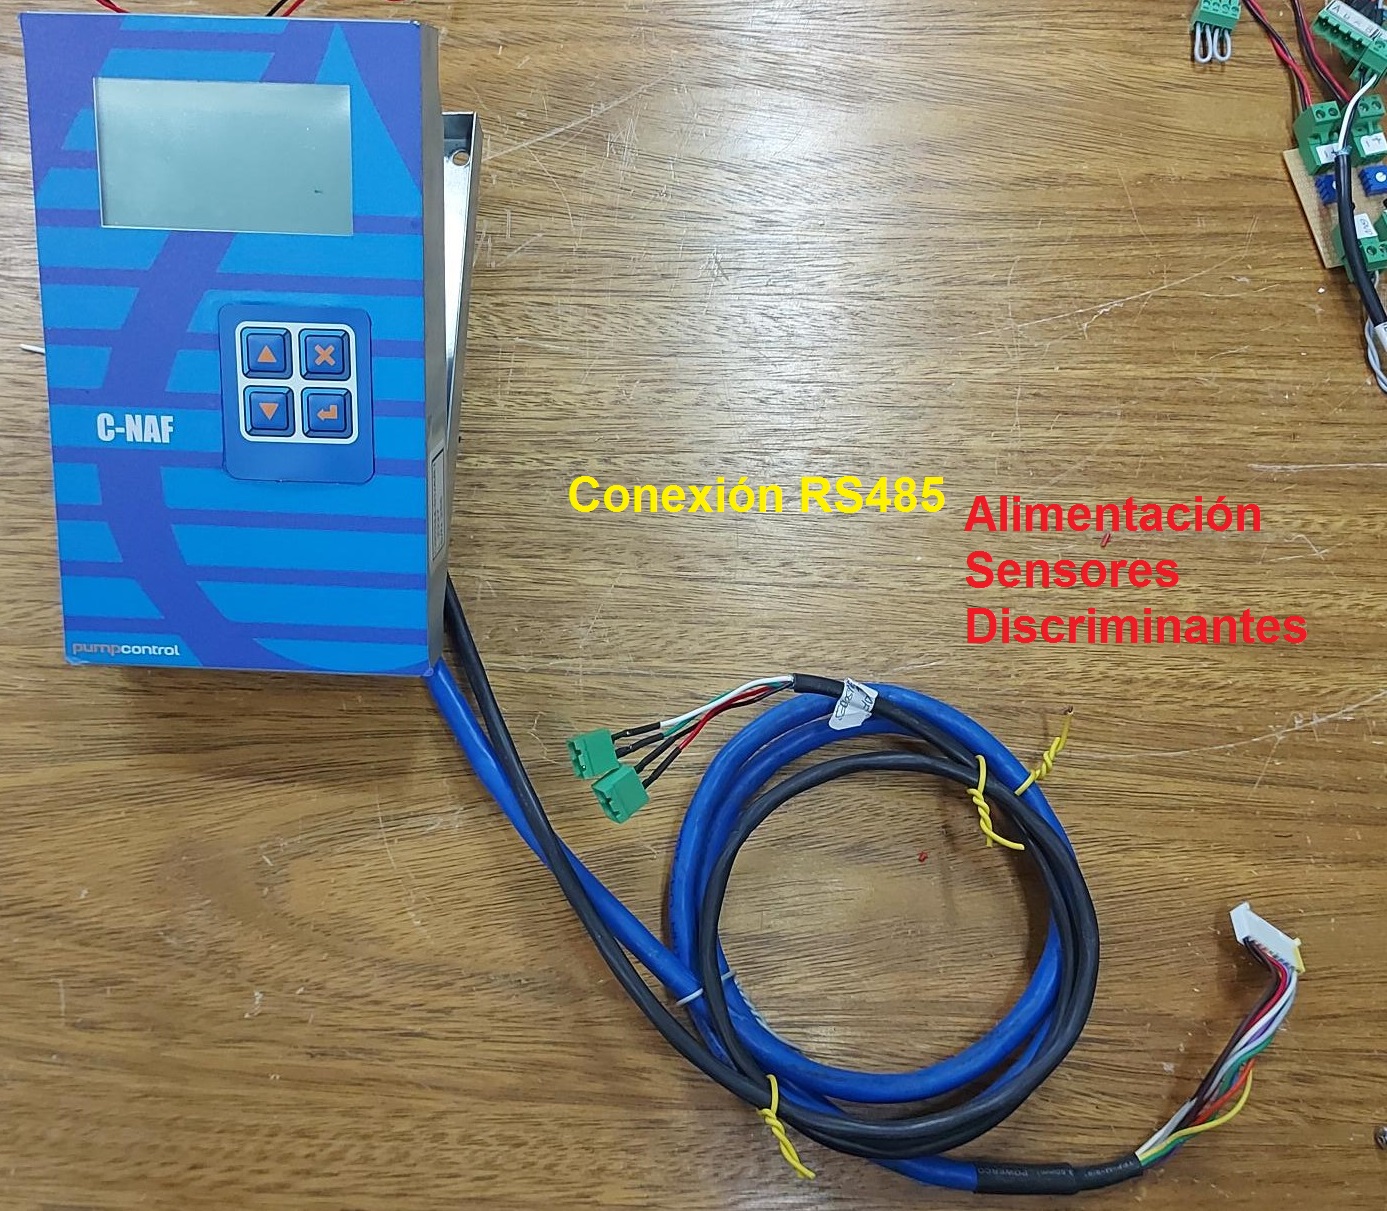 C-NAF
pumpcontrol
Conexión RS485
Alimentación
Sensores
Discriminantes